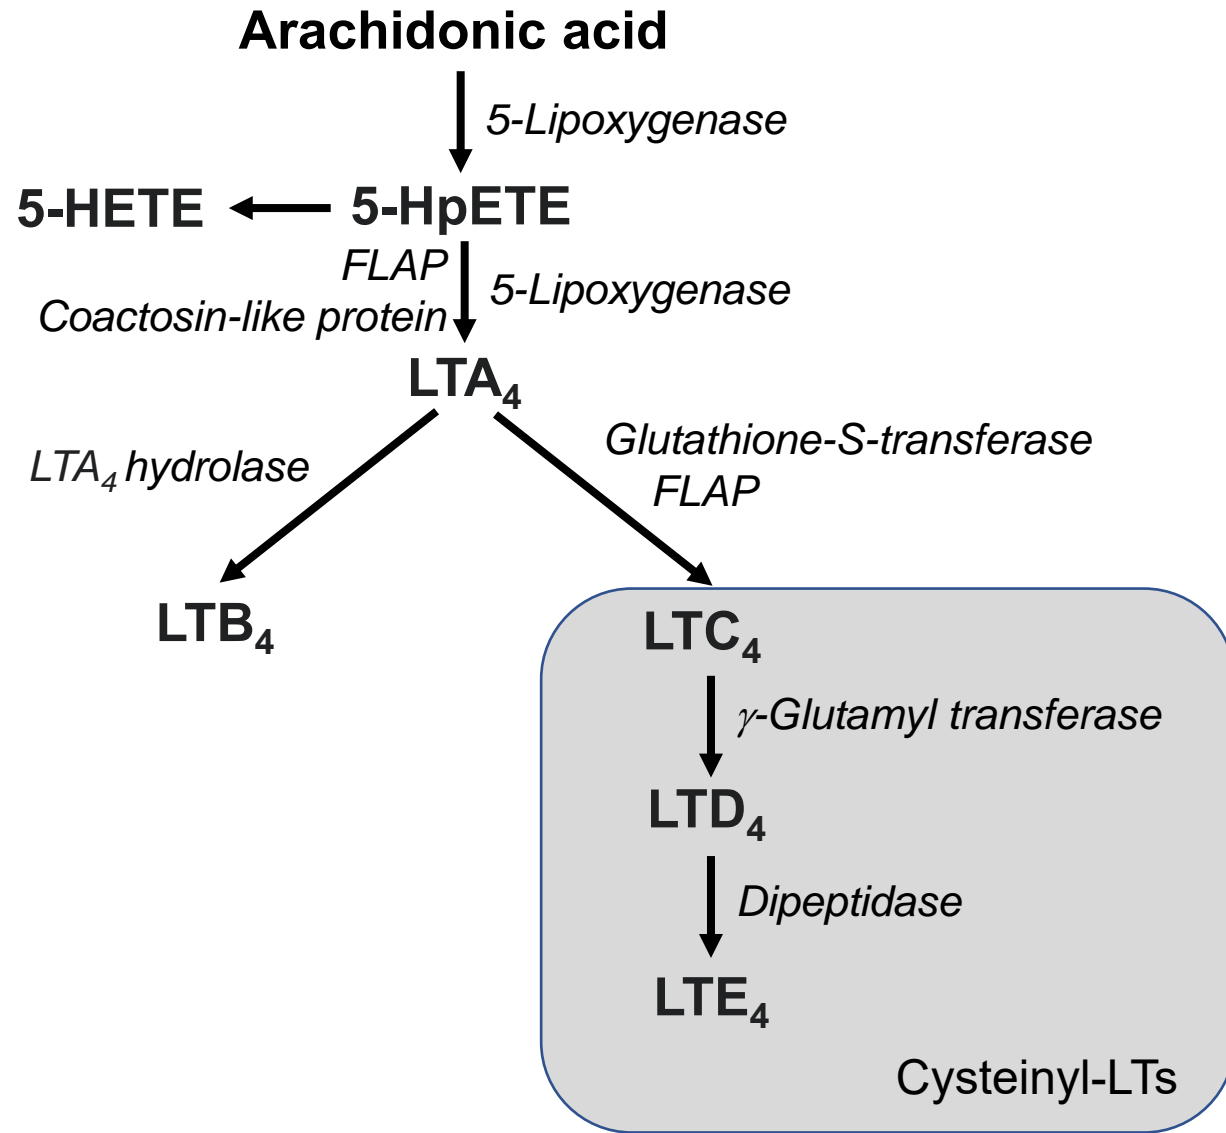 Arachidonic acid
5-Lipoxygenase
5-HETE
5-HpETE
FLAP
5-Lipoxygenase
Coactosin-like protein
LTA₄
LTA₄ hydrolase
Glutathione-S-transferase
FLAP
LTB₄
LTC₄
γ-Glutamyl transferase
LTD₄
Dipeptidase
LTE₄
Cysteinyl-LTs